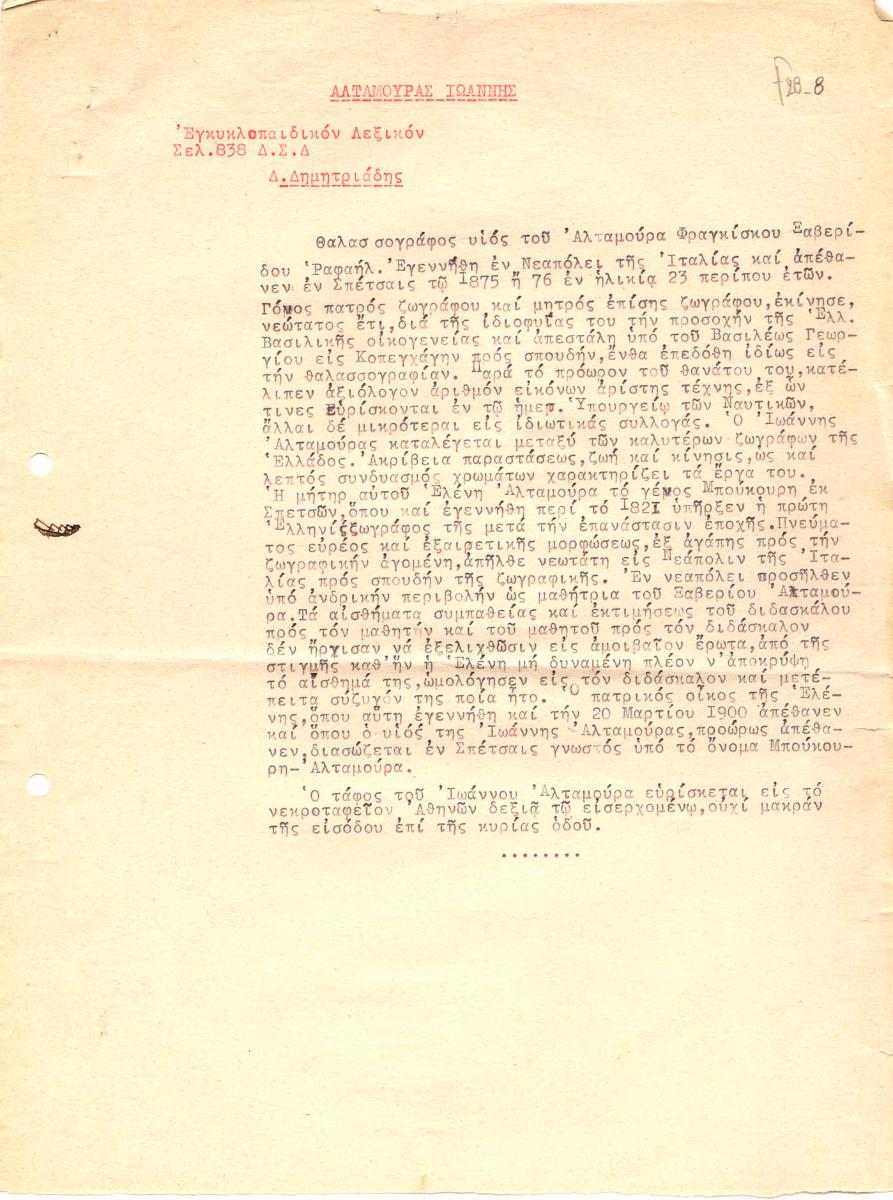 28-8
ΑΛΤΑΜΟΥΡΑΣ ΙΩΑΝΝΗΣ
Ἐγκυκλοπαιδικόν Λεξικόν
Σελ.838 Δ.Σ.Δ
Δ.Δημητριάδης
Θαλασσογράφος υἱός τοῦ Ἀλταμούρα Φραγκίσκου Ξαβερί-
δου Ῥαφαήλ.Ἐγεννήθη ἐν Νεαπόλει τῆς Ἰταλίας καί ἀπέθα-
νεν ἐν Σπέτσαις τῷ 1875 ἤ 76 ἐν ἡλικίᾳ 23 περίπου ἐτῶν.
Γόνος πατρός ζωγράφου καί μητρός ἐπίσης ζωγράφου,ἐκίνησε,
νεώτατος ἔτι,διά τῆς ἰδιοφυΐας του τήν προσοχήν τῆς Ἑλλ.
Βασιλικῆς οἰκογενείας καί ἀπεστάλη ὑπό τοῦ Βασιλέως Γεωρ-
γίου εἰς Κοπεγχάγην πρός σπουδήν,ἔνθα ἐπεδόθη ἰδίως εἰς
τήν θαλασσογραφίαν. Παρά τό πρόωρον τοῦ θανάτου του,κατέ-
λιπεν ἀξιόλογον ἀριθμόν εἰκόνων ἀρίστης τέχνης,ἐξ ὧν
τινες εὑρίσκονται ἐν τῷ ἡμετ. Ὑπουργείῳ τῶν Ναυτικῶν,
ἄλλαι δέ μικρότεραι εἰς ἰδιωτικάς συλλογάς. Ὁ Ἰωάννης
Ἀλταμούρας καταλέγεται μεταξύ τῶν καλυτέρων ζωγράφων τῆς
Ἑλλάδος.Ἀκρίβεια παραστάσεως,ζωή καί κίνησις,ὡς καί
λεπτός συνδυασμός χρωμάτων χαρακτηρίζει τά ἔργα του.
Ἡ μήτηρ αὐτοῦ Ἑλένη Ἀλταμούρα τό γένος Μπούκουρη ἐκ
Σπετσῶν,ὅπου καί ἐγεννήθη περί τό 1821 ὑπῆρξεν ἡ πρώτη
Ἑλληνίς ζωγράφος τῆς μετά τήν ἐπανάστασιν ἐποχῆς.Πνεύμα-
τος εὐρέος καί ἐξαιρετικῆς μορφώσεως,ἐξ ἀγάπης πρός τήν
ζωγραφικήν ἀγομένη,ἀπῆλθε νεωτάτη εἰς Νεάπολιν τῆς Ἰτα-
λίας πρός σπουδήν τῆς ζωγραφικῆς. Ἐν νεαπόλει προσῆλθεν
ὑπό ἀνδρικήν περιβολήν ὡς μαθήτρια τοῦ Ξαβερίου Ἀλταμού-
ρα.Τά αἰσθήματα συμπαθείας καί ἐκτιμήσεως τοῦ διδασκάλου
πρός τόν μαθητήν καί τοῦ μαθητοῦ πρός τόν διδάσκαλον
δέν ἤργισαν νά ἐξελιχθῶσιν εἰς ἀμοιβαῖον ἔρωτα,ἀπό τῆς
στιγμῆς καθ᾽ἥν ἡ Ἑλένη μή δυναμένη πλέον ν᾽ἀποκρύψῃ
τό αἴσθημά της,ὡμολόγησεν εἰς τόν διδάσκαλον καί μετέ-
πειτα σύζυγόν της ποία ἦτο. Ὁ πατρικός οἶκος τῆς Ἑλέ-
νης,ὅπου αὕτη ἐγεννήθη καί τήν 20 Μαρτίου 1900 ἀπέθανεν
καί ὅπου ὁ υἱός της Ἰωάννης Ἀλταμούρας,προώρως ἀπέθα-
νεν,διασώζεται ἐν Σπέτσαις γνωστός ὑπό τό ὄνομα Μπούκου-
ρη-Ἀλταμούρα.
Ὁ τάφος τοῦ Ἰωάννου Ἀλταμούρα εὑρίσκεται εἰς τό
νεκροταφεῖον Ἀθηνῶν δεξιᾷ τῷ εἰσερχομένῳ,οὐχί μακράν
τῆς εἰσόδου ἐπί τῆς κυρίας ὁδοῦ.
........